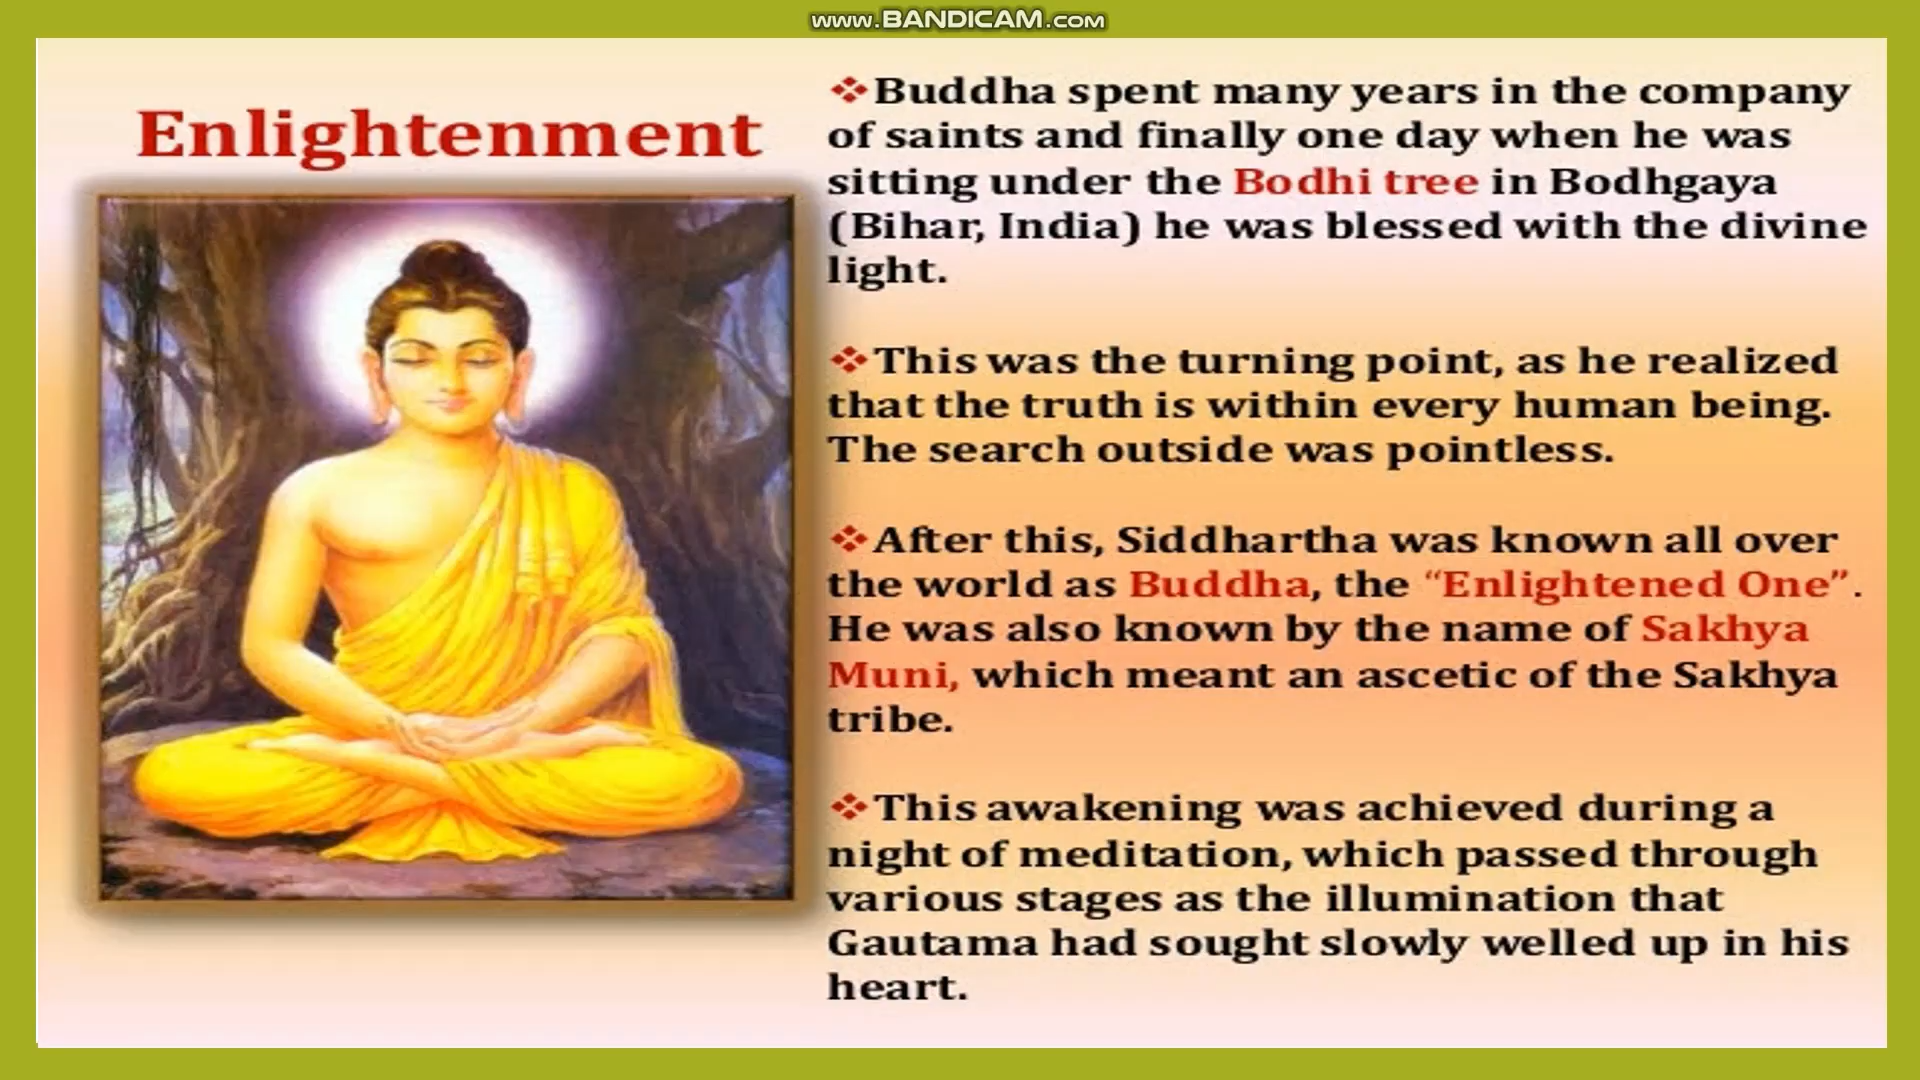 www.BANDICAM.com
Enlightenment
❖Buddha spent many years in the company
of saints and finally one day when he was
sitting under the Bodhi tree in Bodhgaya
(Bihar, India) he was blessed with the divine
light.
❖This was the turning point, as he realized
that the truth is within every human being.
The search outside was pointless.
❖After this, Siddhartha was known all over
the world as Buddha, the “Enlightened One”.
He was also known by the name of Sakhya
Muni, which meant an ascetic of the Sakhya
tribe.
❖This awakening was achieved during a
night of meditation, which passed through
various stages as the illumination that
Gautama had sought slowly welled up in his
heart.